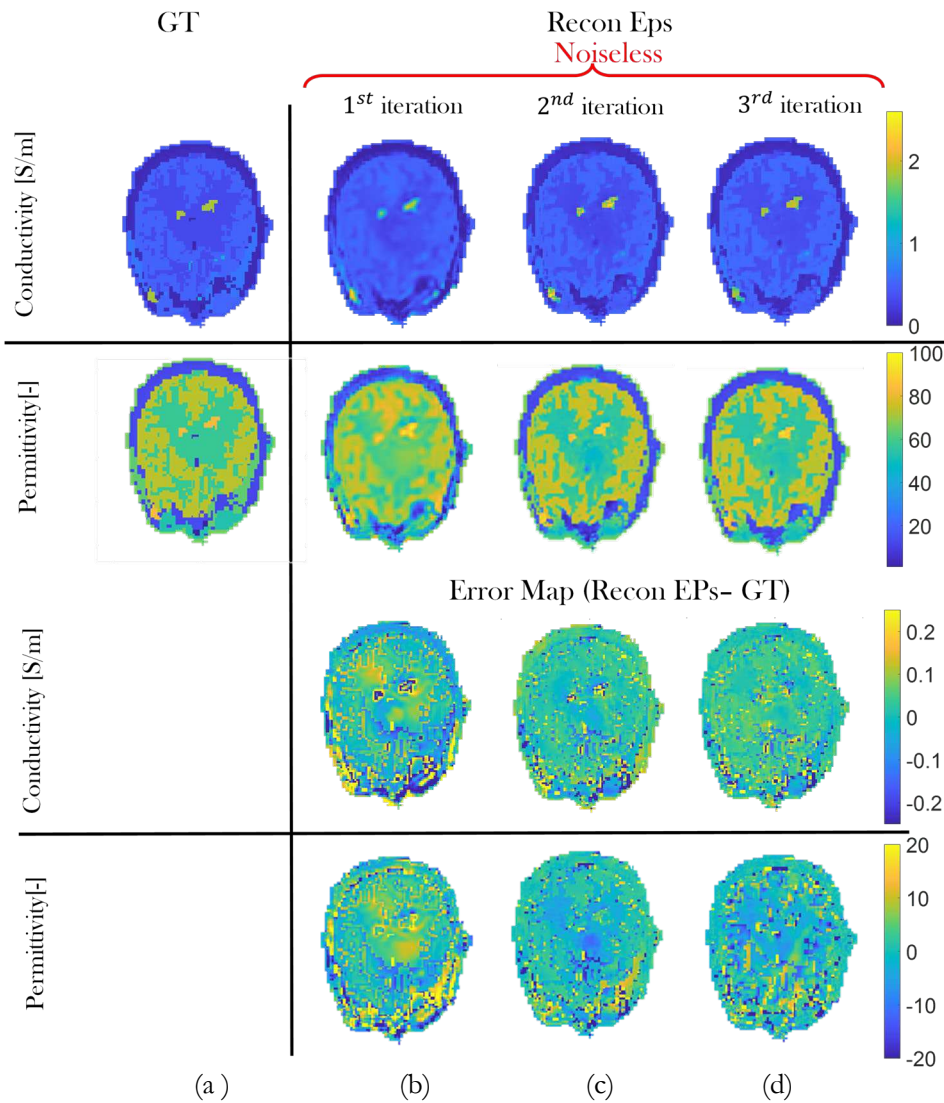 GT
Recon Eps
Noiseless
1st iteration
2nd iteration
3rd iteration
Conductivity [S/m]
2
1
0
Permittivity[-]
100
80
60
40
20
Error Map (Recon EPs– GT)
Conductivity [S/m]
0.2
0.1
0
-0.1
-0.2
Permittivity[-]
20
10
0
-10
-20
(a )
(b)
(c)
(d)